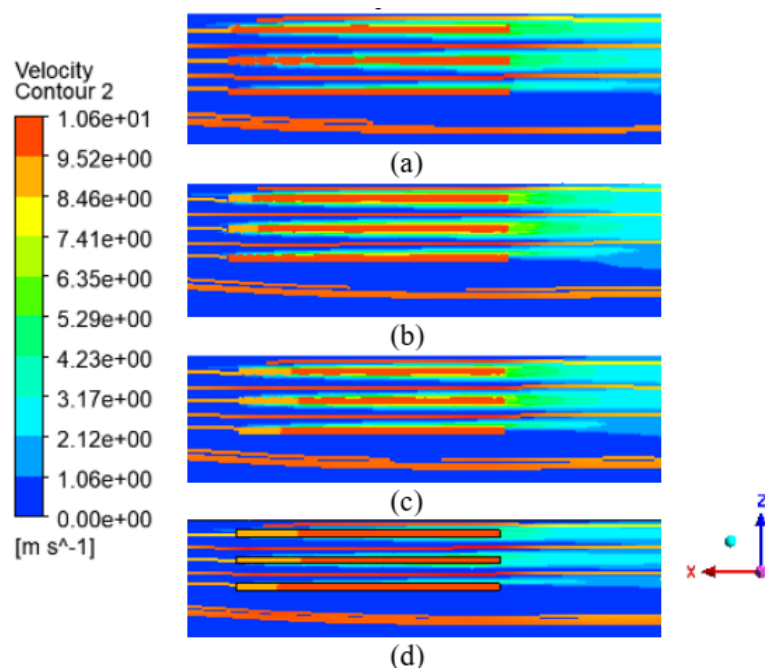 Velocity
Contour 2
1.06e+01
9.52e+00
8.46e+00
7.41e+00
6.35e+00
5.29e+00
4.23e+00
3.17e+00
2.12e+00
1.06e+00
0.00e+00
[m s^-1]
(a)
(b)
(c)
(d)
Z
X